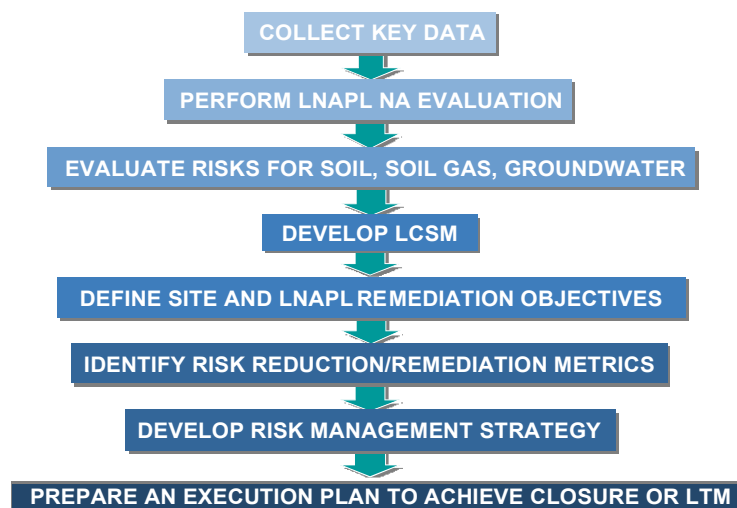 COLLECT KEY DATA
PERFORM LNAPL NA EVALUATION
EVALUATE RISKS FOR SOIL, SOIL GAS, GROUNDWATER
DEVELOP LCSM
DEFINE SITE AND LNAPL REMEDIATION OBJECTIVES
IDENTIFY RISK REDUCTION/REMEDIATION METRICS
DEVELOP RISK MANAGEMENT STRATEGY
PREPARE AN EXECUTION PLAN TO ACHIEVE CLOSURE OR LTM